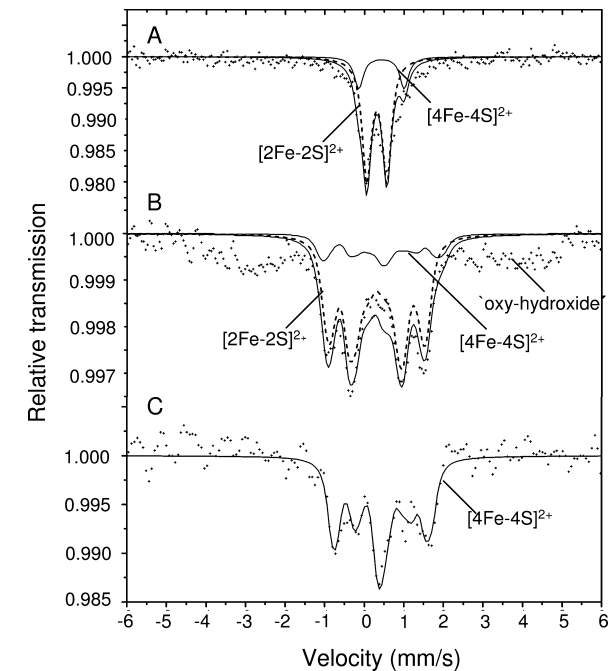 A
1.000
0.995
0.990
0.985
0.980
[4Fe-4S]2+
[2Fe-2S]2+
B
1.000
0.999
0.998
0.997
`oxy-hydroxide´
[2Fe-2S]2+
[4Fe-4S]2+
C
1.000
0.995
0.990
0.985
[4Fe-4S]2+
Relative transmission
-6 -5 -4 -3 -2 -1 0 1 2 3 4 5 6
Velocity (mm/s)